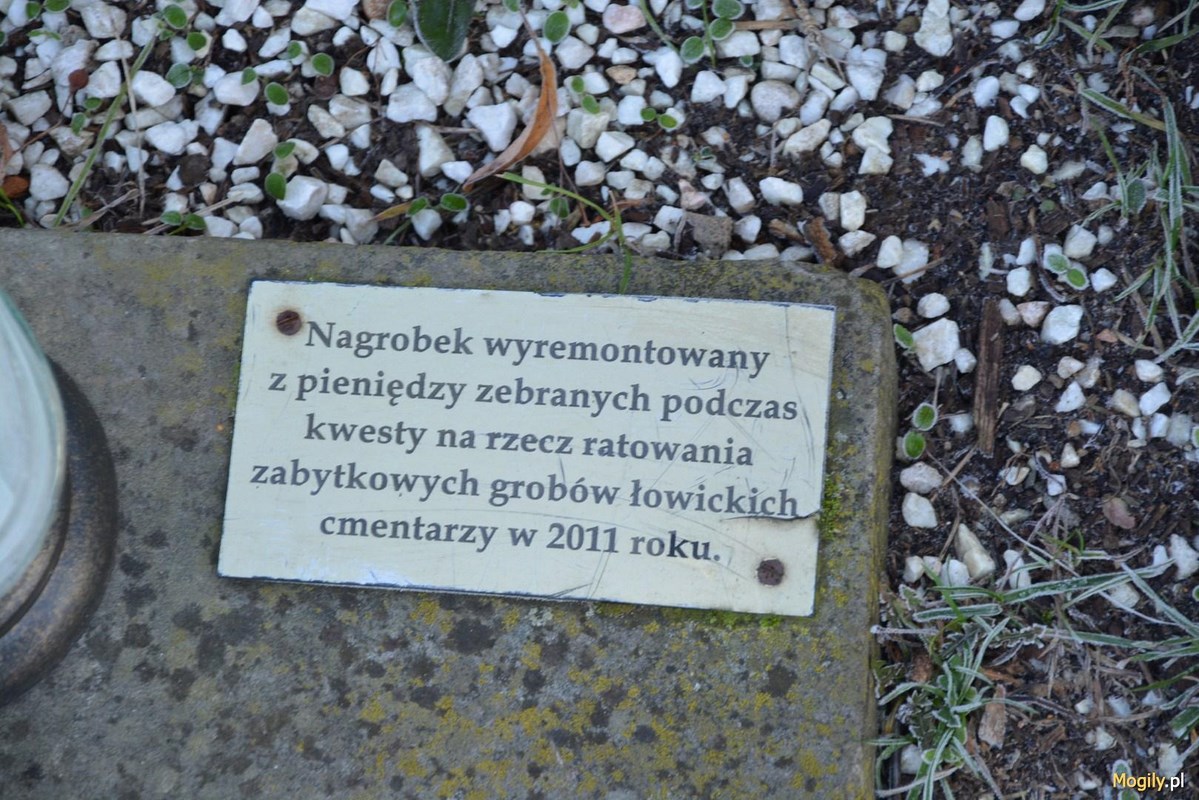 Nagrobek wyremontowany
z pieniędzy zebranych podczas
kwesty na rzecz ratowania
zabytkowych grobów łowickich
cmentarzy w 2011 roku.
Mogily.pl